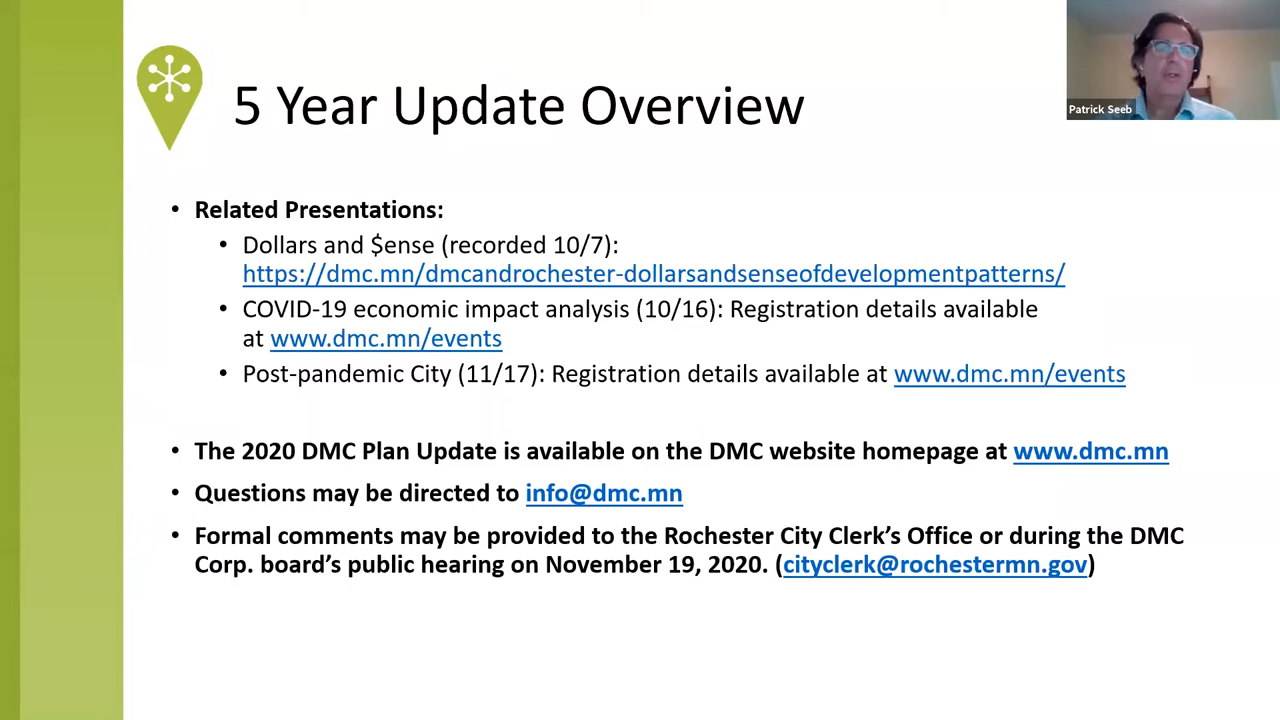 5 Year Update Overview
Patrick Seeb
• Related Presentations:
• Dollars and $ense (recorded 10/7):
https://dmc.mn/dmcandrochester-dollarsandsenseofdevelopmentpatterns/
• COVID-19 economic impact analysis (10/16): Registration details available
at www.dmc.mn/events
• Post-pandemic City (11/17): Registration details available at www.dmc.mn/events
• The 2020 DMC Plan Update is available on the DMC website homepage at www.dmc.mn
• Questions may be directed to info@dmc.mn
• Formal comments may be provided to the Rochester City Clerk’s Office or during the DMC
Corp. board’s public hearing on November 19, 2020. (cityclerk@rochestermn.gov)